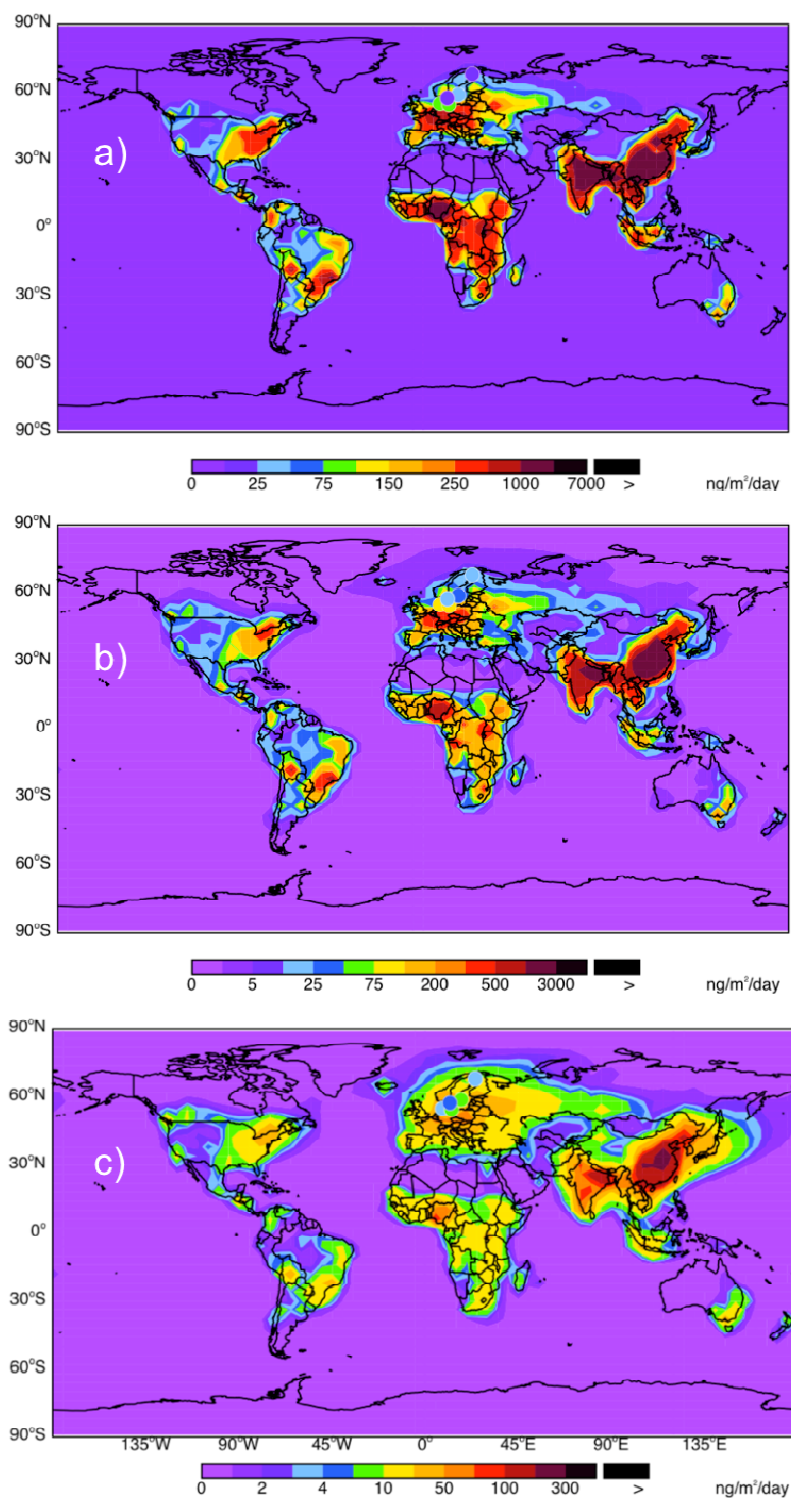 90°N
60°N
a)
30°N
0°
30°S
60°S
90°S
0 25 75 150 250 1000 7000 > ng/m²/day
90°N
60°N
b)
30°N
0°
30°S
60°S
90°S
0 5 25 75 200 500 3000 > ng/m²/day
90°N
60°N
c)
30°N
0°
30°S
60°S
90°S
135°W 90°W 45°W 0° 45°E 90°E 135°E
0 2 4 10 50 100 300 > ng/m²/day